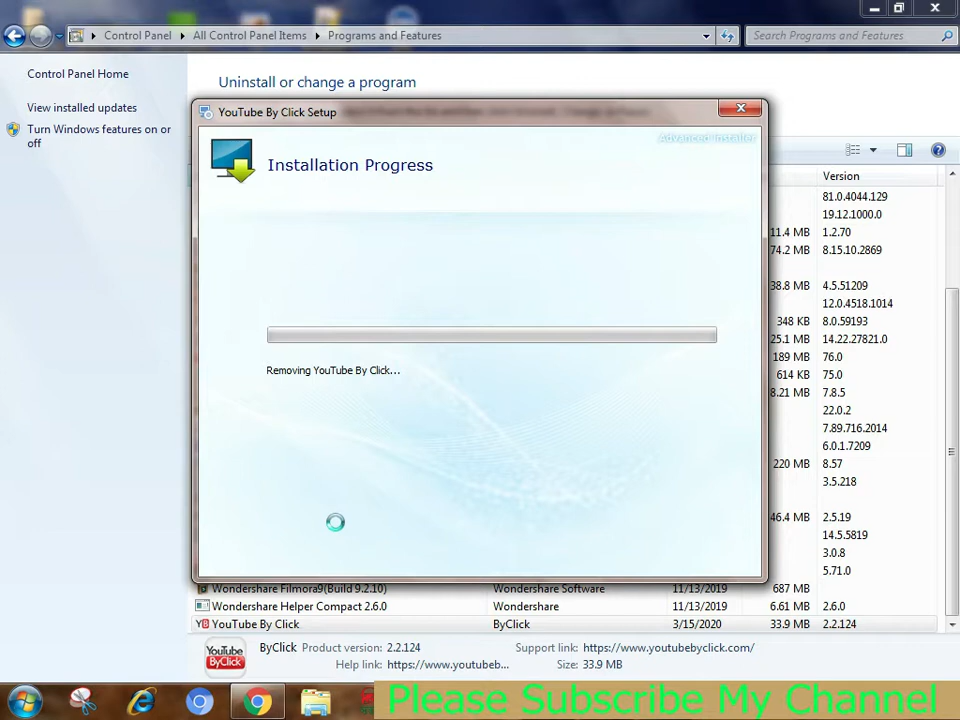 Control Panel
All Control Panel Items
Programs and Features
Search Programs and Features
Control Panel Home
Uninstall or change a program
View installed updates
Turn Windows features on or
off
YouTube By Click Setup
Advanced Installer
Installation Progress
Removing YouTube By Click...
Version
81.0.4044.129
19.12.1000.0
11.4 MB 1.2.70
74.2 MB 8.15.10.2869
38.8 MB 4.5.51209
12.0.4518.1014
348 KB 8.0.59193
25.1 MB 14.22.27821.0
189 MB 76.0
614 KB 75.0
8.21 MB 7.8.5
22.0.2
7.89.716.2014
6.0.1.7209
220 MB 8.57
3.5.218
46.4 MB 2.5.19
14.5.5819
3.0.8
5.71.0
Wondershare Filmora9(Build 9.2.10) Wondershare Software 11/13/2019 687 MB
Wondershare Helper Compact 2.6.0 Wondershare 11/13/2019 6.61 MB 2.6.0
YouTube By Click ByClick 3/15/2020 33.9 MB 2.2.124
YouTube
ByClick
ByClick Product version: 2.2.124 Support link: https://www.youtubebyclick.com/
Help link: https://www.youtubeb... Size: 33.9 MB
Please Subscribe My Channel